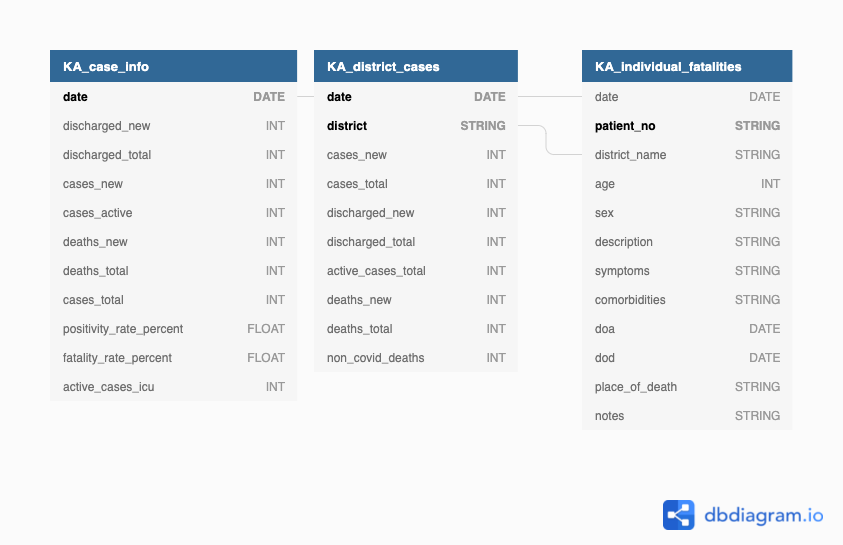 KA_case_info
date DATE
discharged_new INT
discharged_total INT
cases_new INT
cases_active INT
deaths_new INT
deaths_total INT
cases_total INT
positivity_rate_percent FLOAT
fatality_rate_percent FLOAT
active_cases_icu INT
KA_district_cases
date DATE
district STRING
cases_new INT
cases_total INT
discharged_new INT
discharged_total INT
active_cases_total INT
deaths_new INT
deaths_total INT
non_covid_deaths INT
KA_individual_fatalities
date DATE
patient_no STRING
district_name STRING
age INT
sex STRING
description STRING
symptoms STRING
comorbidities STRING
doa DATE
dod DATE
place_of_death STRING
notes STRING
dbdiagram.io